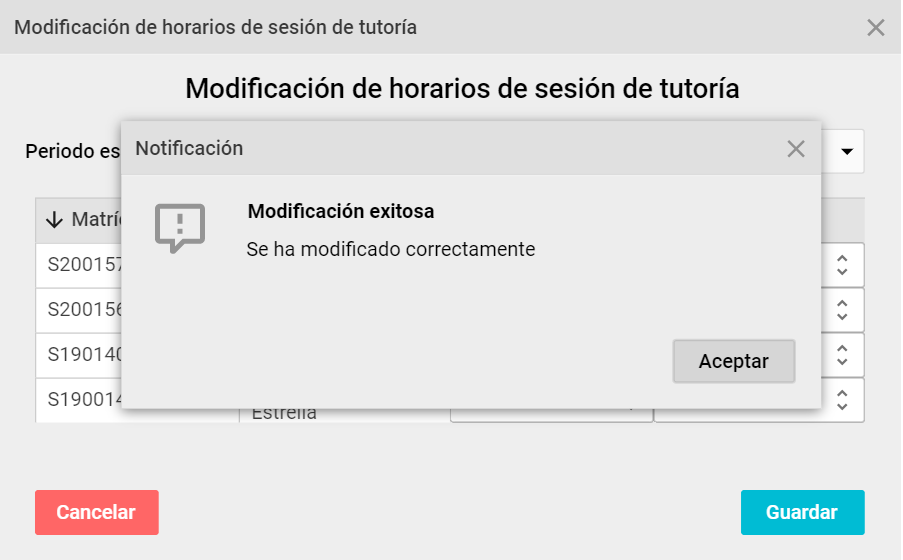 Modificación de horarios de sesión de tutoría
Modificación de horarios de sesión de tutoría
Periodo es
Notificación
Modificación exitosa
Se ha modificado correctamente
Aceptar
Matríc
S200157
S200156
S190140
S190014
Estrella
Cancelar
Guardar